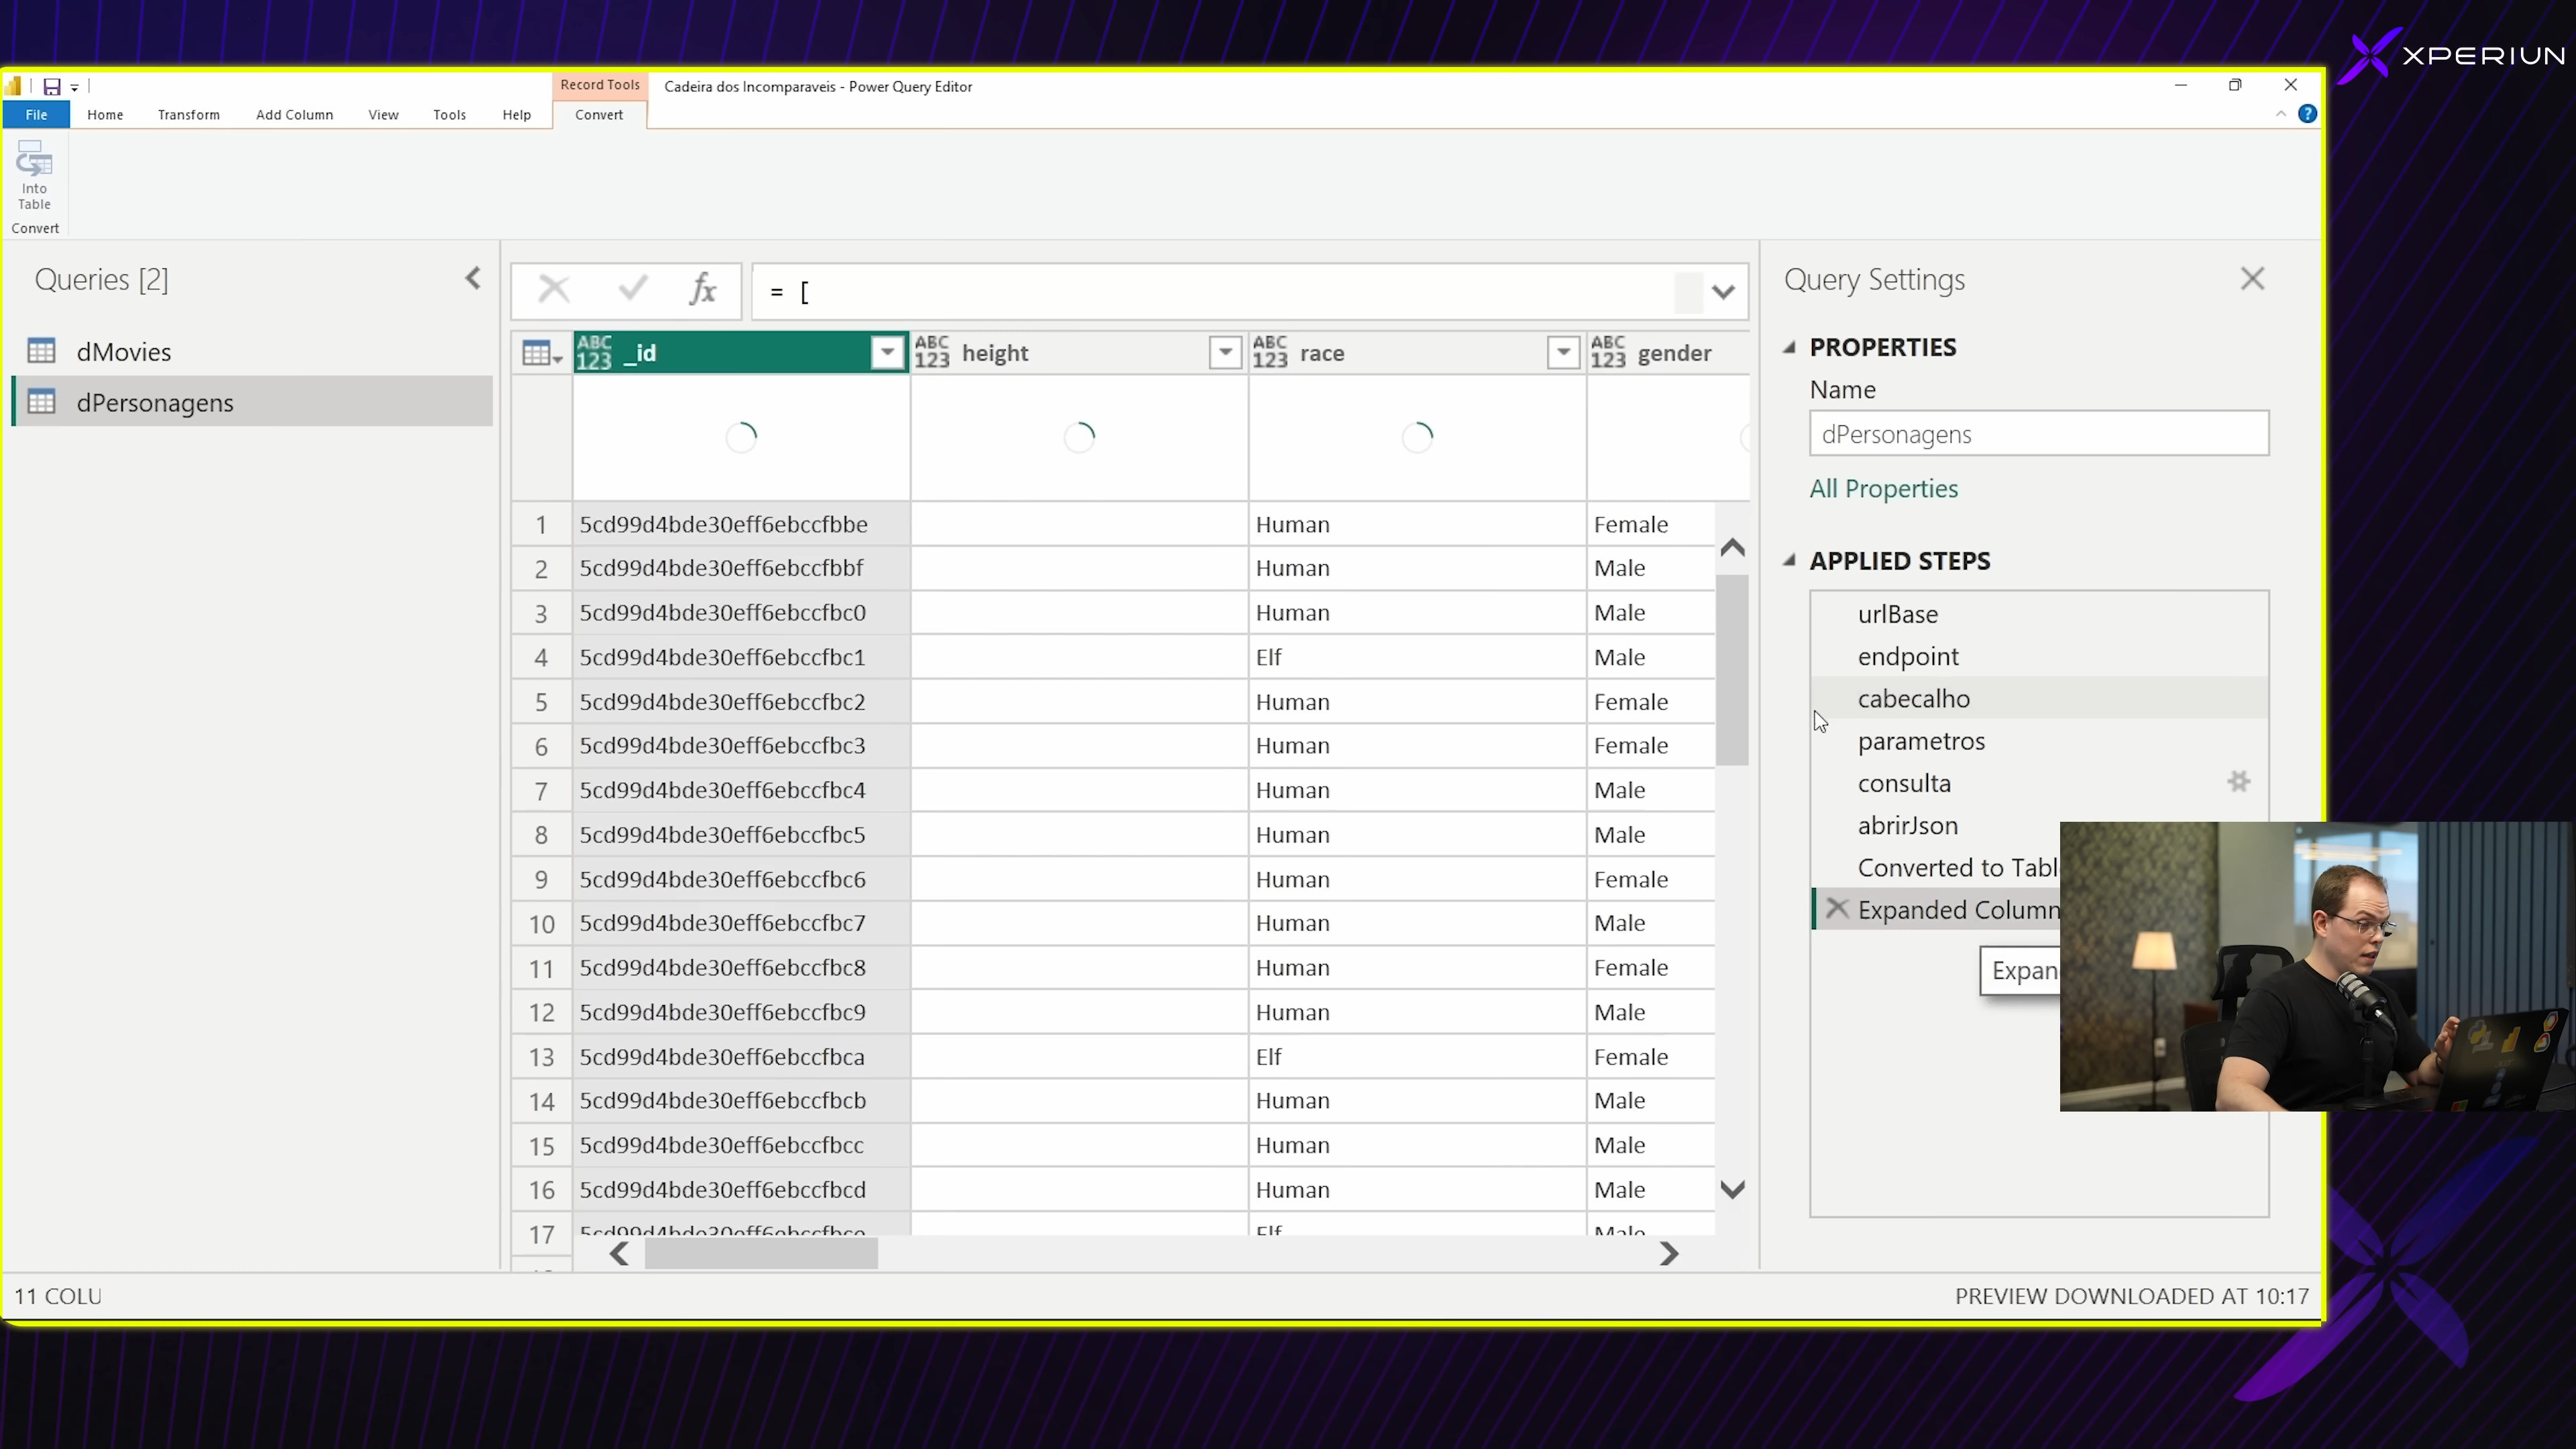 XPERIUN
Record Tools
Cadeira dos Incomparaveis - Power Query Editor
File
Home
Transform
Add Column
View
Tools
Help
Convert
?
Into
Table
Convert
Queries [2]
dMovies
dPersonagens
fx
= [
ABC
123
_id
ABC
123
height
ABC
123
race
ABC
123
gender
1 5cd99d4bde30eff6ebccfbbe Human Female
2 5cd99d4bde30eff6ebccfbbf Human Male
3 5cd99d4bde30eff6ebccfbc0 Human Male
4 5cd99d4bde30eff6ebccfbc1 Elf Male
5 5cd99d4bde30eff6ebccfbc2 Human Female
6 5cd99d4bde30eff6ebccfbc3 Human Female
7 5cd99d4bde30eff6ebccfbc4 Human Male
8 5cd99d4bde30eff6ebccfbc5 Human Male
9 5cd99d4bde30eff6ebccfbc6 Human Female
10 5cd99d4bde30eff6ebccfbc7 Human Male
11 5cd99d4bde30eff6ebccfbc8 Human Female
12 5cd99d4bde30eff6ebccfbc9 Human Male
13 5cd99d4bde30eff6ebccfbca Elf Female
14 5cd99d4bde30eff6ebccfbcb Human Male
15 5cd99d4bde30eff6ebccfbcc Human Male
16 5cd99d4bde30eff6ebccfbcd Human Male
17 Elf Male
Query Settings
PROPERTIES
Name
dPersonagens
All Properties
APPLIED STEPS
urlBase
endpoint
cabecalho
parametros
consulta
abrirJson
Converted to Tabl
Expanded Column
Expan
11 COLU
PREVIEW DOWNLOADED AT 10:17